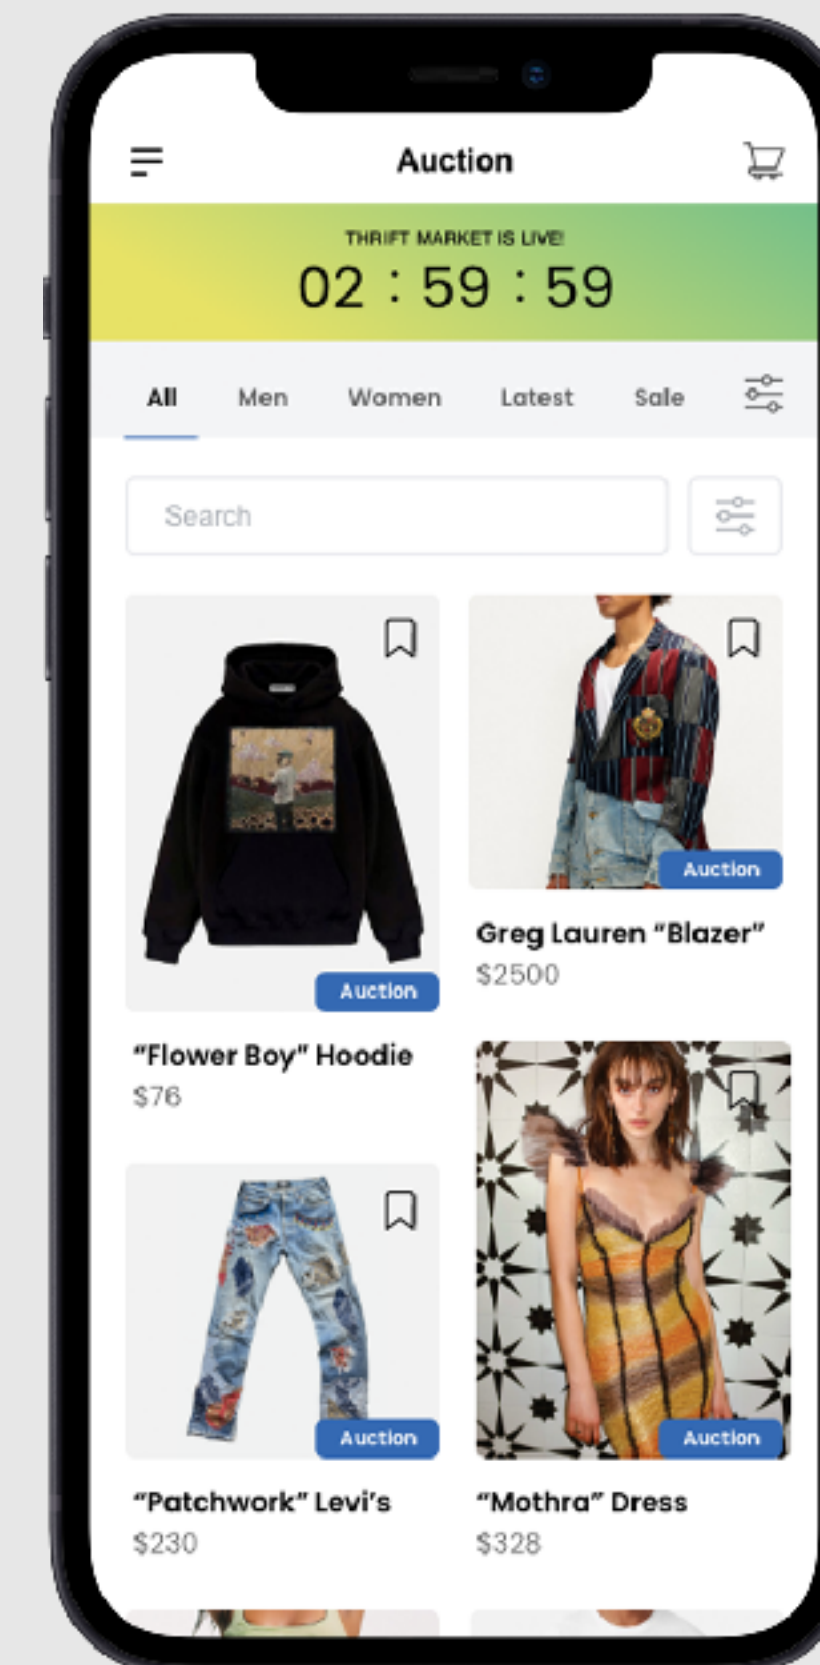 Auction
THRIFT MARKET IS LIVE!
02 : 59 : 59
All Men Women Latest Sale
Search
Auction
“Flower Boy” Hoodie
$76
Auction
Greg Lauren “Blazer”
$2500
Auction
“Patchwork” Levi’s
$230
Auction
“Mothra” Dress
$328